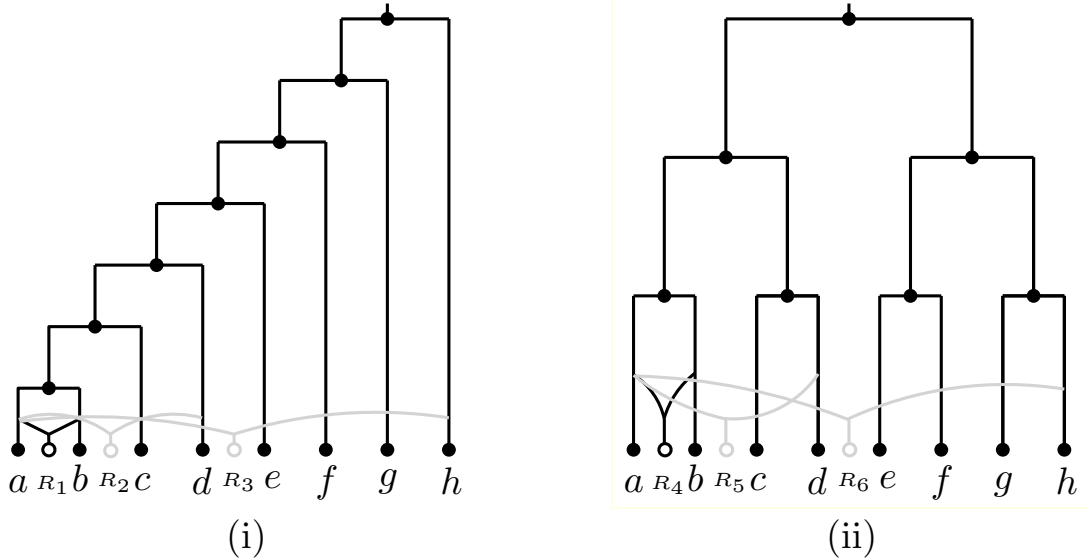 a R₁ b R₂ c d R₃ e f g h
a R₄ b R₅ c d R₆ e f g h
(i)
(ii)